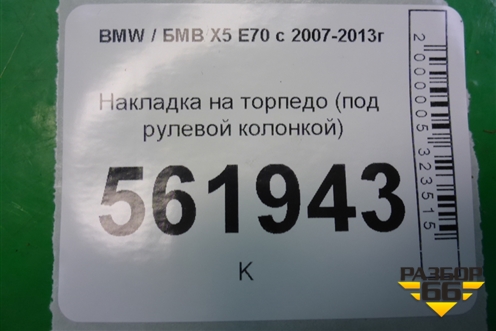 BMW / БМВ X5 E70 с 2007-2013г
Накладка на торпедо (под
рулевой колонкой)
561943
К
2000005323515
РАЗБОР
66